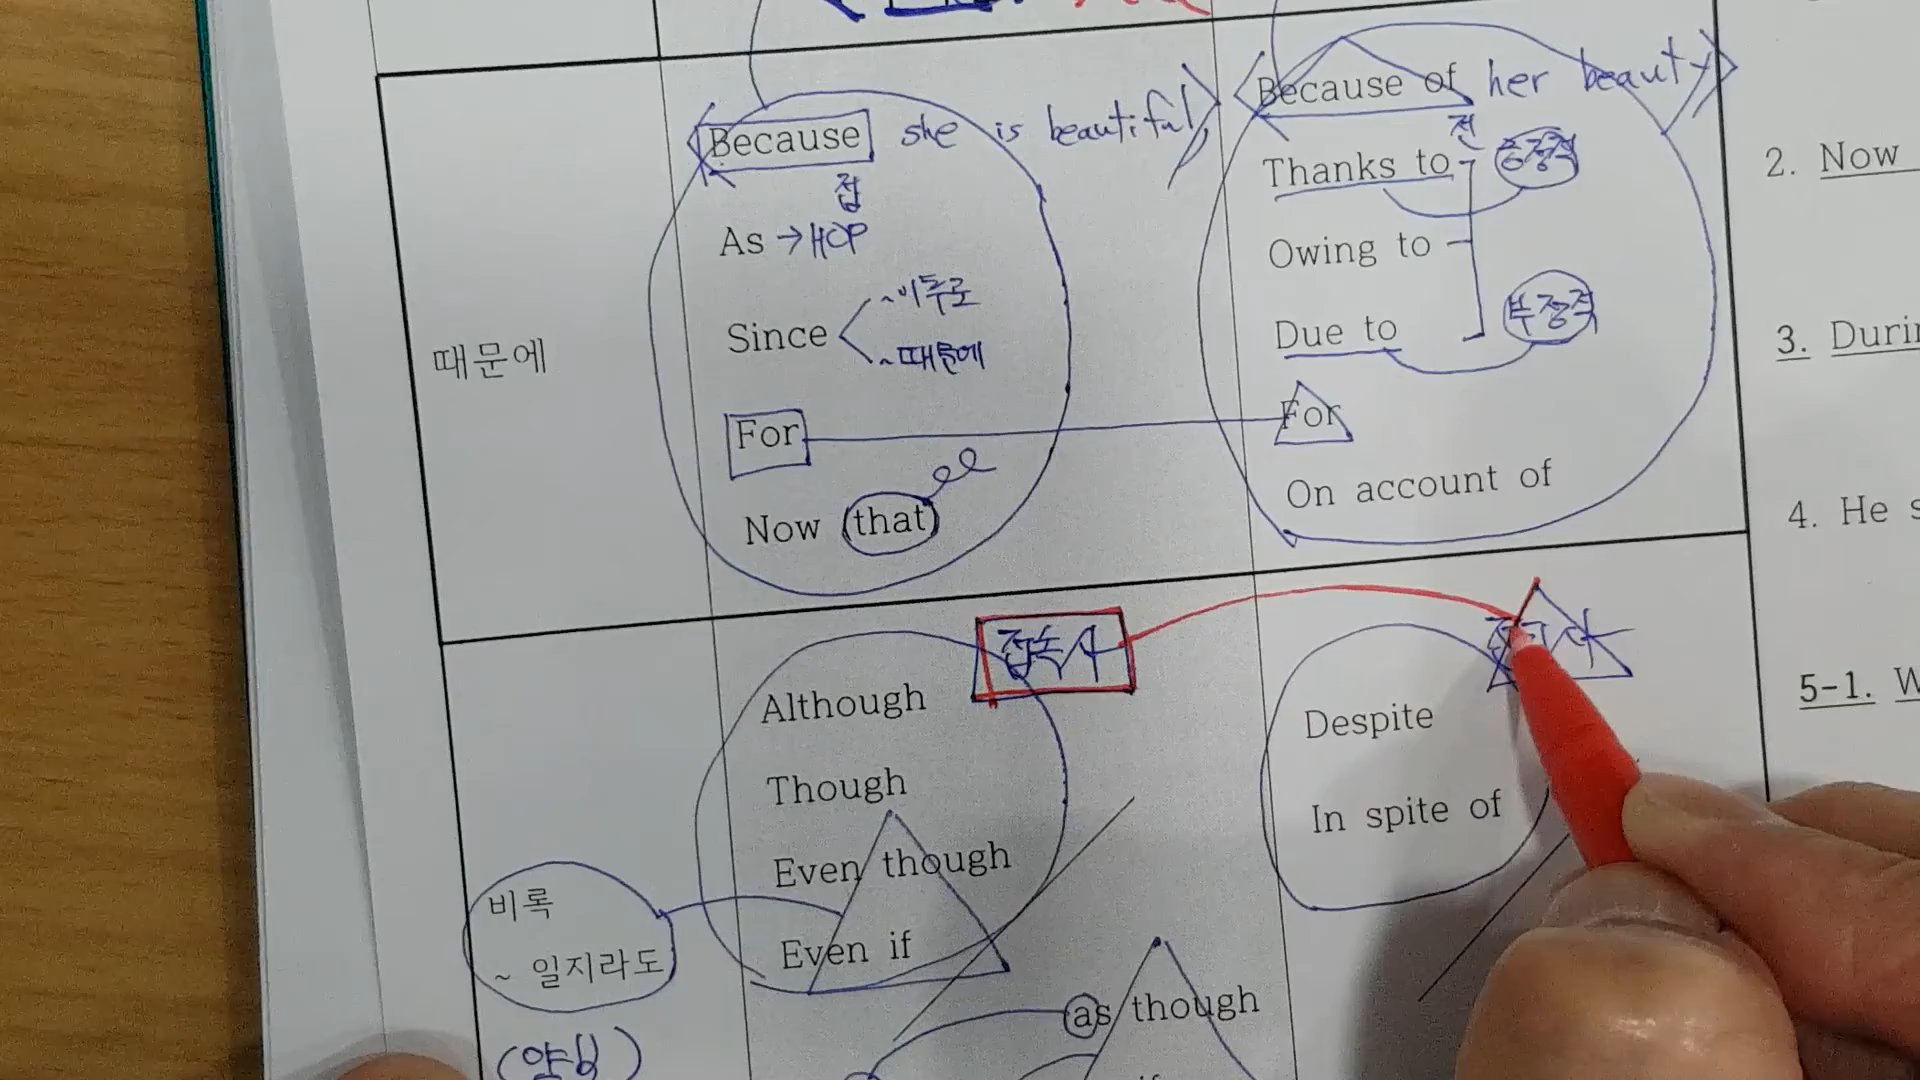 Because she is beautiful,
접
As → HOP
Since ~이후로
~때문에
For
Now that
때문에
Because of her beauty
전
Thanks to 긍정적
Owing to
Due to 부정적
For
On account of
접속사
Although
Though
Even though
Even if
as though
비록
~ 일지라도
(양보)
Despite
In spite of
2. Now
3.
4. He
5-1.